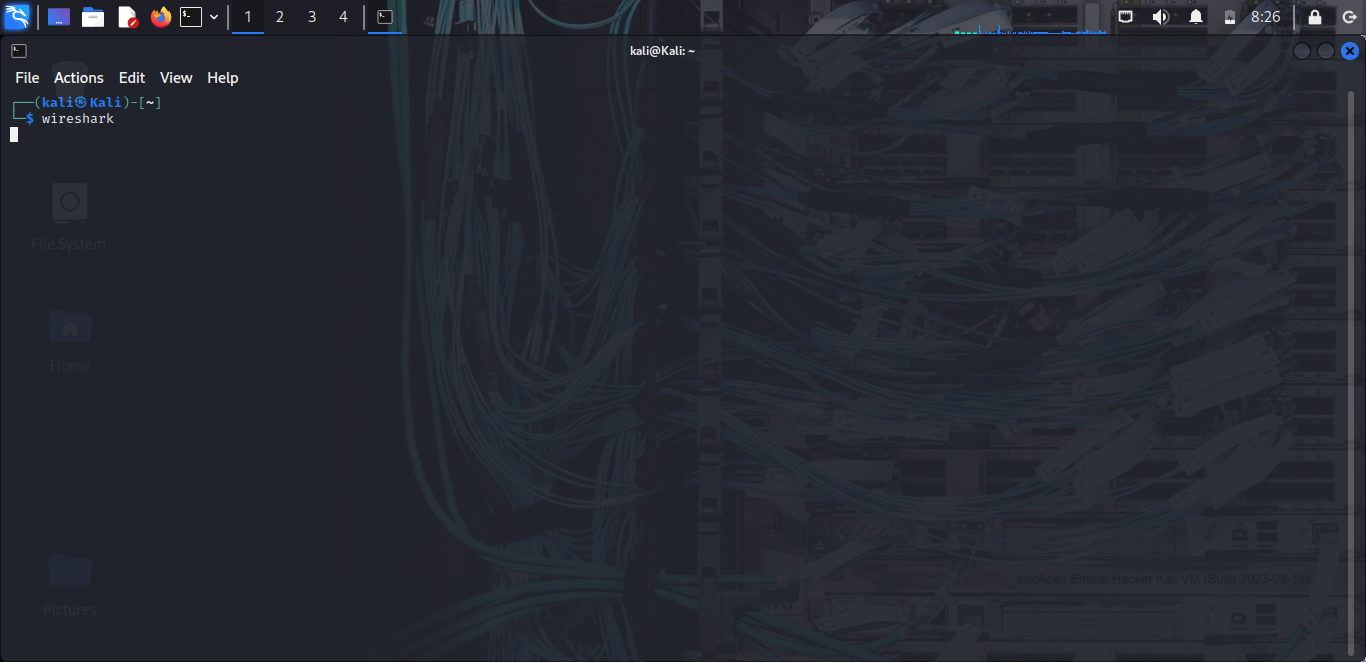 1 2 3 4 8:26
kali@Kali: ~
File Actions Edit View Help
┌──(kali㉿Kali)-[~]
└─$ wireshark
File System
Home
NetAcad Ethical Hacker Kali VM (Build 2023-08-14)
Pictures